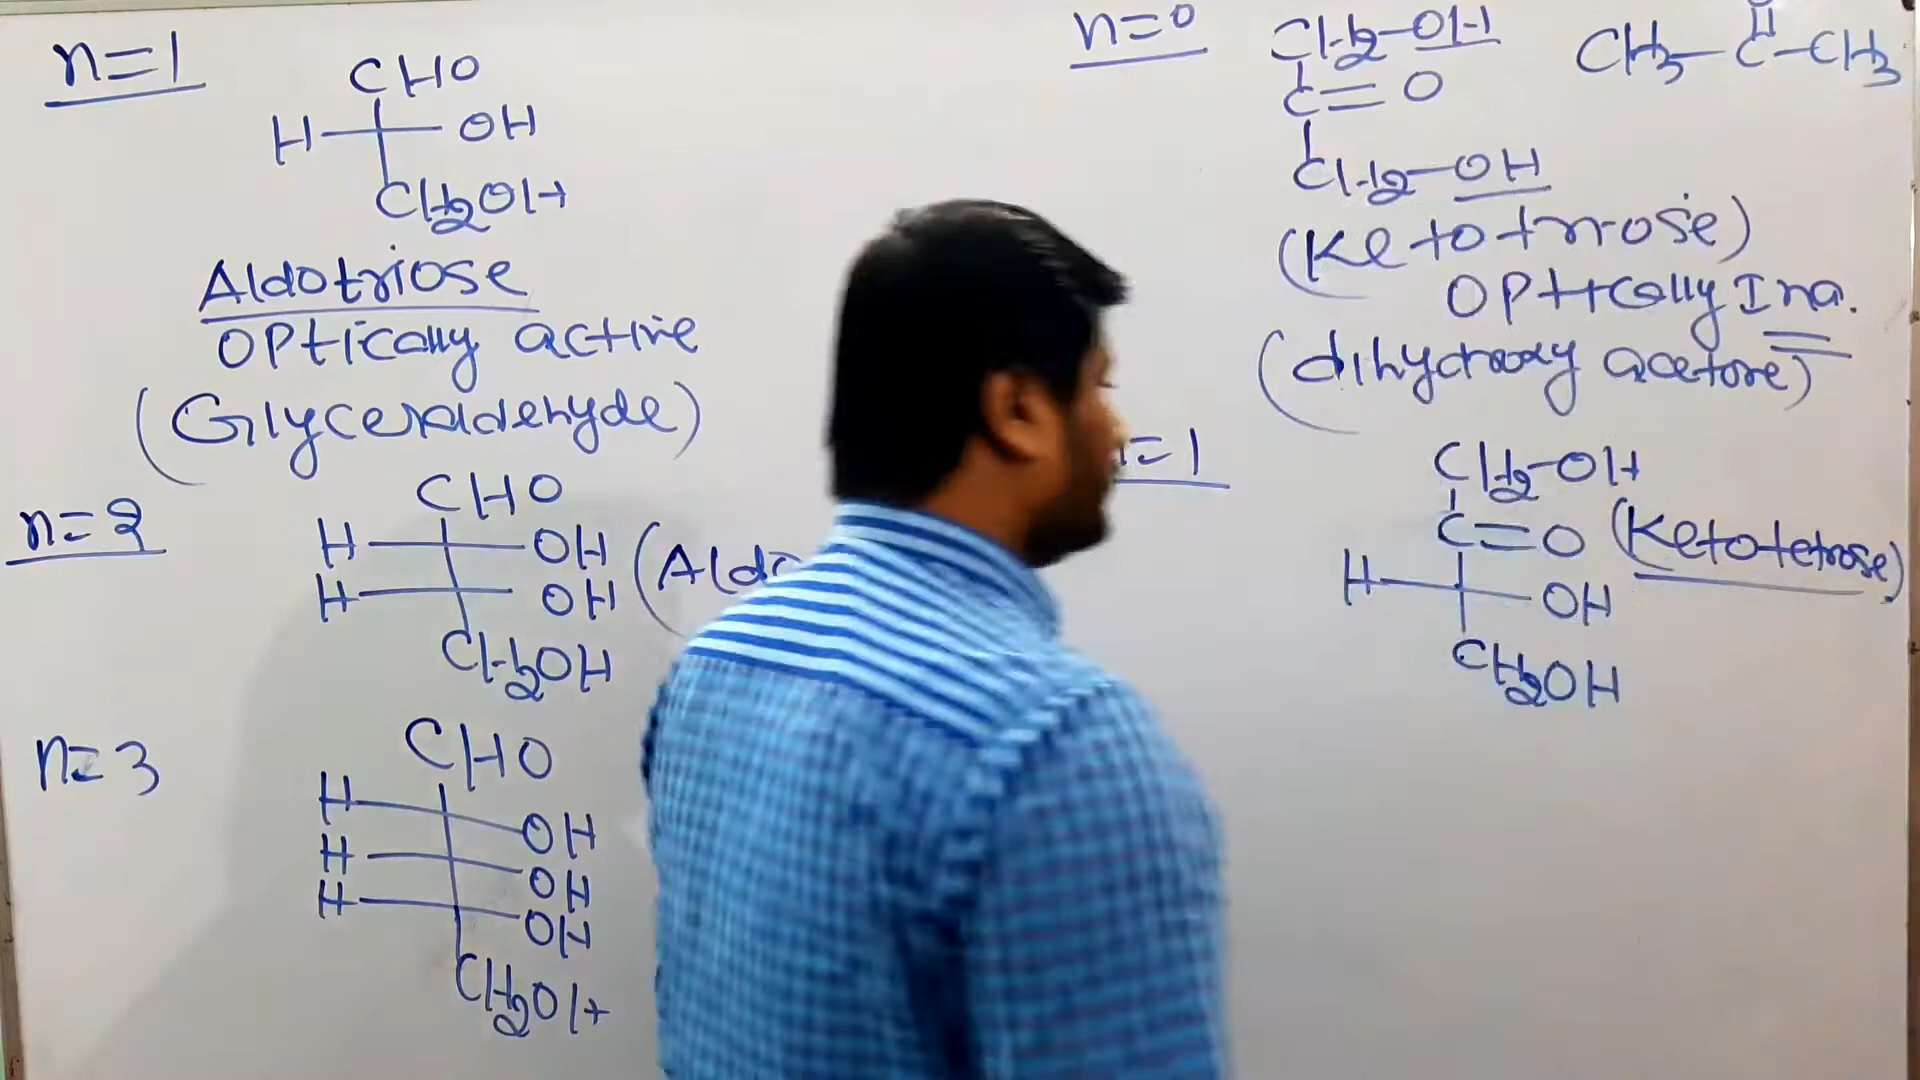 n=1
CHO
H OH
CH2OH
Aldotriose
Optically active
(Glyceraldehyde)
n=2
CHO
H OH (Aldo
H OH
CH2OH
n=3
CHO
H OH
H OH
H OH
CH2OH
n=0
CH2-OH
C=O
CH2-OH
CH3-C-CH3
(Ketotriose)
Optically Ina.
(dihydroxy acetone)
=1
CH2-OH
C=O (Ketotetrose)
H OH
CH2OH